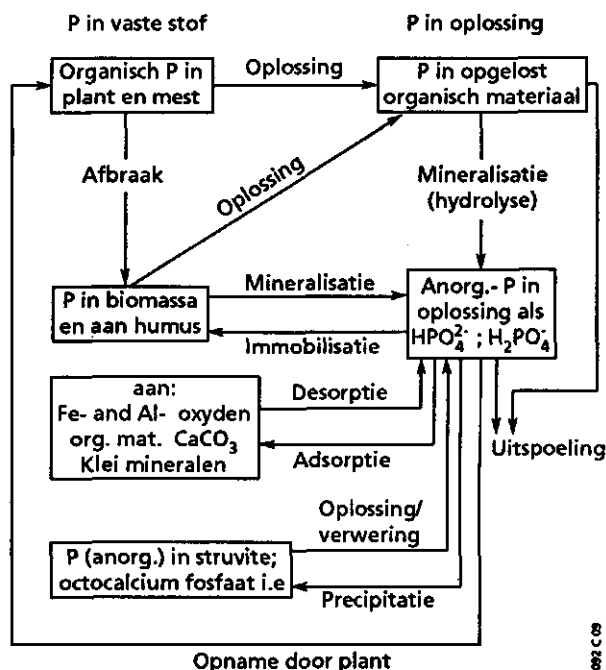 P in vaste stof
P in oplossing
Organisch P in
plant en mest
Oplossing
P in opgelost
organisch materiaal
Afbraak
Oplossing
Mineralisatie
(hydrolyse)
P in biomassa
en aan humus
Mineralisatie
Immobilisatie
Anorg.- P in
oplossing als
HPO₄²⁻ ; H₂PO₄⁻
aan:
Fe- and Al- oxyden
org. mat. CaCO₃
Klei mineralen
Desorptie
Adsorptie
Uitspoeling
Oplossing/
verwering
P (anorg.) in struvite;
octocalcium fosfaat i.e
Precipitatie
Opname door plant
092 C 09